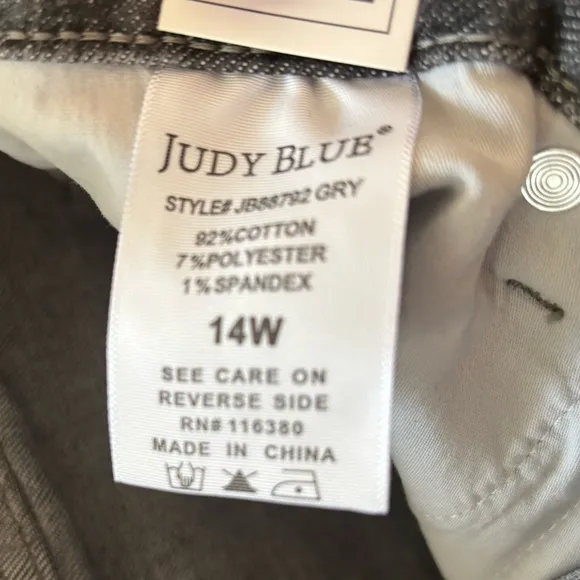 JUDY BLUE®
STYLE# JB88792 GRY
92%COTTON
7%POLYESTER
1%SPANDEX
14W
SEE CARE ON
REVERSE SIDE
RN# 116380
MADE IN CHINA